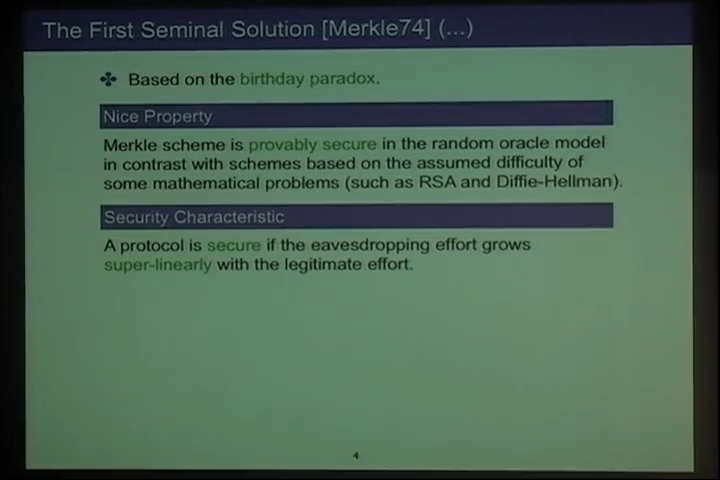 The First Seminal Solution [Merkle74] (...)
Based on the birthday paradox.
Nice Property
Merkle scheme is provably secure in the random oracle model
in contrast with schemes based on the assumed difficulty of
some mathematical problems (such as RSA and Diffie-Hellman).
Security Characteristic
A protocol is secure if the eavesdropping effort grows
super-linearly with the legitimate effort.
4